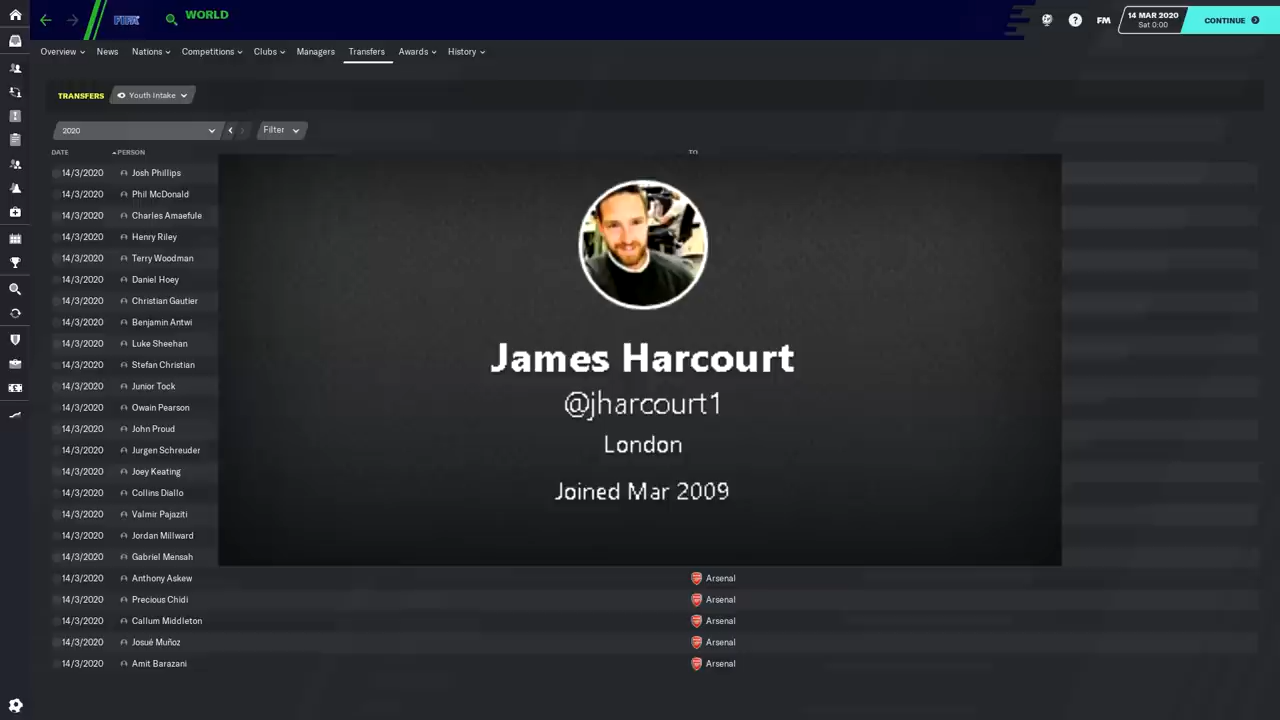 FIFA
WORLD
FM
14 MAR 2020
Sat 0:00
CONTINUE
Overview
News
Nations
Competitions
Clubs
Managers
Transfers
Awards
History
TRANSFERS
Youth Intake
2020
Filter
DATE PERSON TO
14/3/2020 Josh Phillips
14/3/2020 Phil McDonald
14/3/2020 Charles Amaefule
14/3/2020 Henry Riley
14/3/2020 Terry Woodman
14/3/2020 Daniel Hoey
14/3/2020 Christian Gautier
14/3/2020 Benjamin Antwi
14/3/2020 Luke Sheehan
14/3/2020 Stefan Christian
14/3/2020 Junior Tock
14/3/2020 Owain Pearson
14/3/2020 John Proud
14/3/2020 Jurgen Schreuder
14/3/2020 Joey Keating
14/3/2020 Collins Diallo
14/3/2020 Valmir Pajaziti
14/3/2020 Jordan Millward
14/3/2020 Gabriel Mensah
14/3/2020 Anthony Askew Arsenal
14/3/2020 Precious Chidi Arsenal
14/3/2020 Callum Middleton Arsenal
14/3/2020 Josué Muñoz Arsenal
14/3/2020 Amit Barazani Arsenal
James Harcourt
@jharcourt1
London
Joined Mar 2009